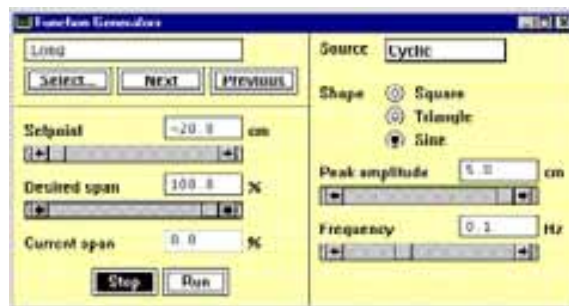 Function Generators
Long
Select... Next Previous
Setpoint -20.0 cm
Desired span 100.0 %
Current span 0.0 %
Stop Run
Source Cyclic
Shape Square
Triangle
Sine
Peak amplitude 5.0 cm
Frequency 0.1 Hz